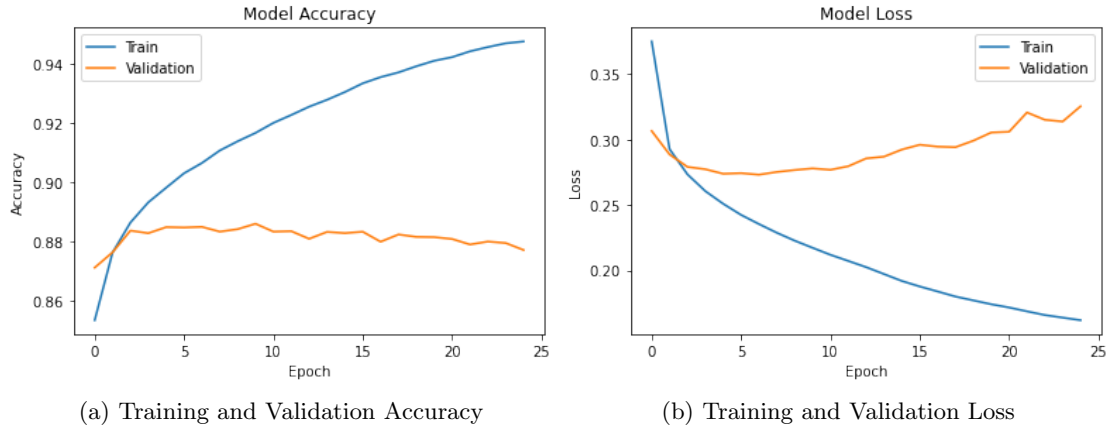 Model Accuracy
Train
Validation
0.94
0.92
0.90
0.88
0.86
Accuracy
0 5 10 15 20 25
Epoch
(a) Training and Validation Accuracy
Model Loss
Train
Validation
0.35
0.30
0.25
0.20
Loss
0 5 10 15 20 25
Epoch
(b) Training and Validation Loss